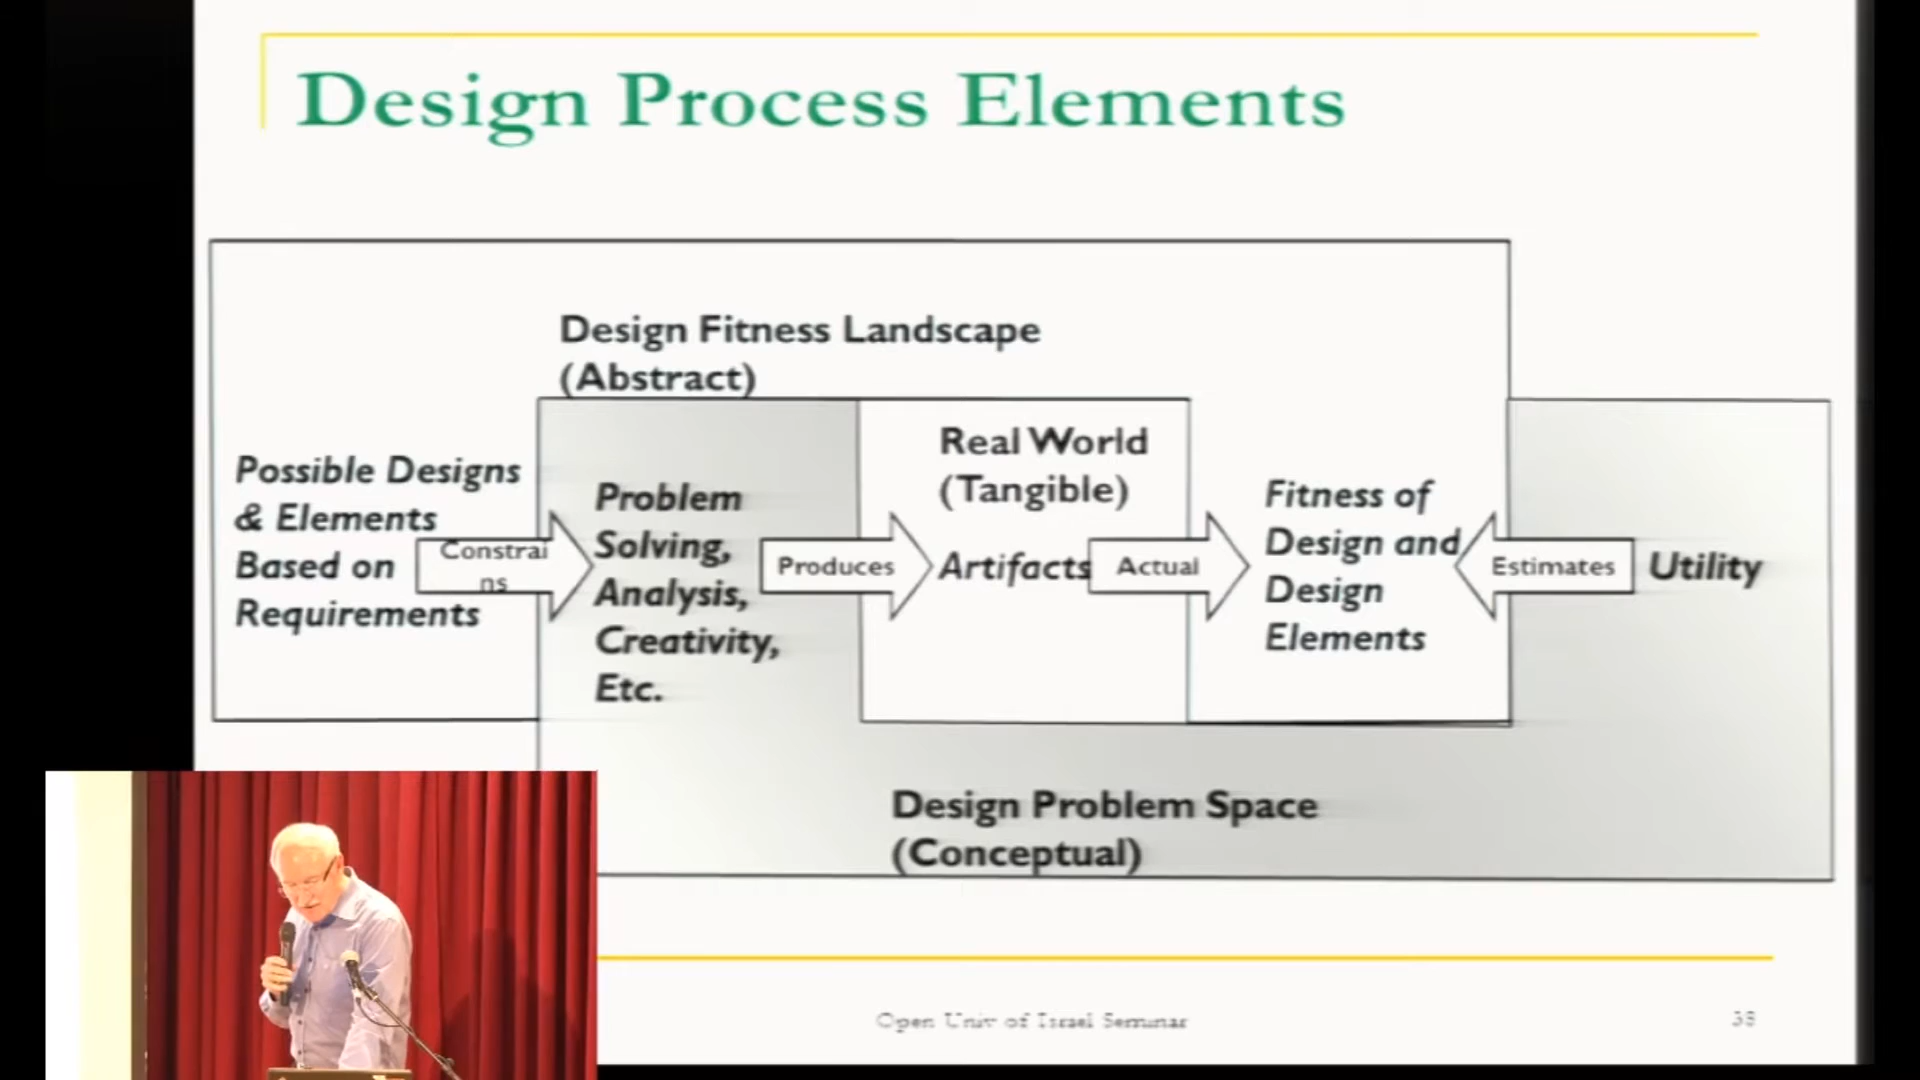 Design Process Elements
Design Fitness Landscape
(Abstract)
Possible Designs
& Elements
Based on
Requirements
Constrai
ns
Problem
Solving,
Analysis,
Creativity,
Etc.
Produces
Real World
(Tangible)
Artifacts
Actual
Fitness of
Design and
Design
Elements
Estimates
Utility
Design Problem Space
(Conceptual)
Open Univ of Israel Seminar